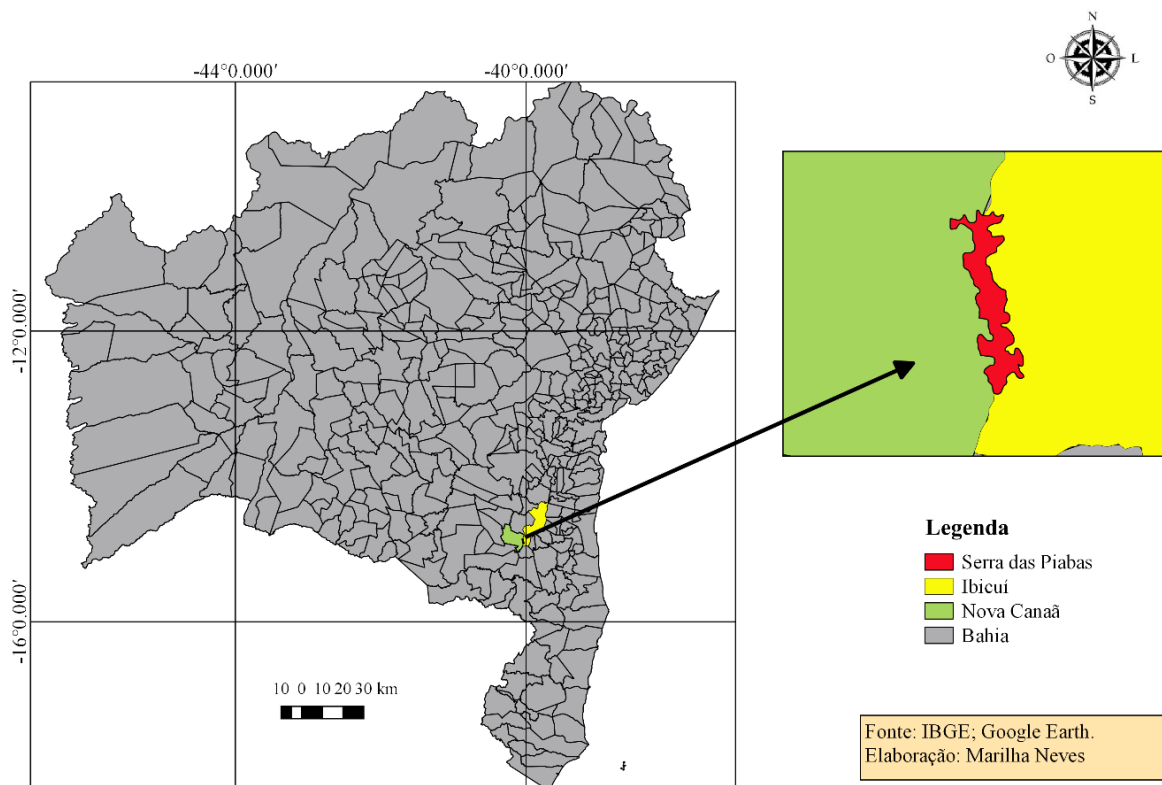 N
O L
S
-44°0.000′ -40°0.000′
-12°0.000′
-16°0.000′
10 0 10 20 30 km
Legenda
Serra das Piabas
Ibicuí
Nova Canaã
Bahia
Fonte: IBGE; Google Earth.
Elaboração: Marilha Neves